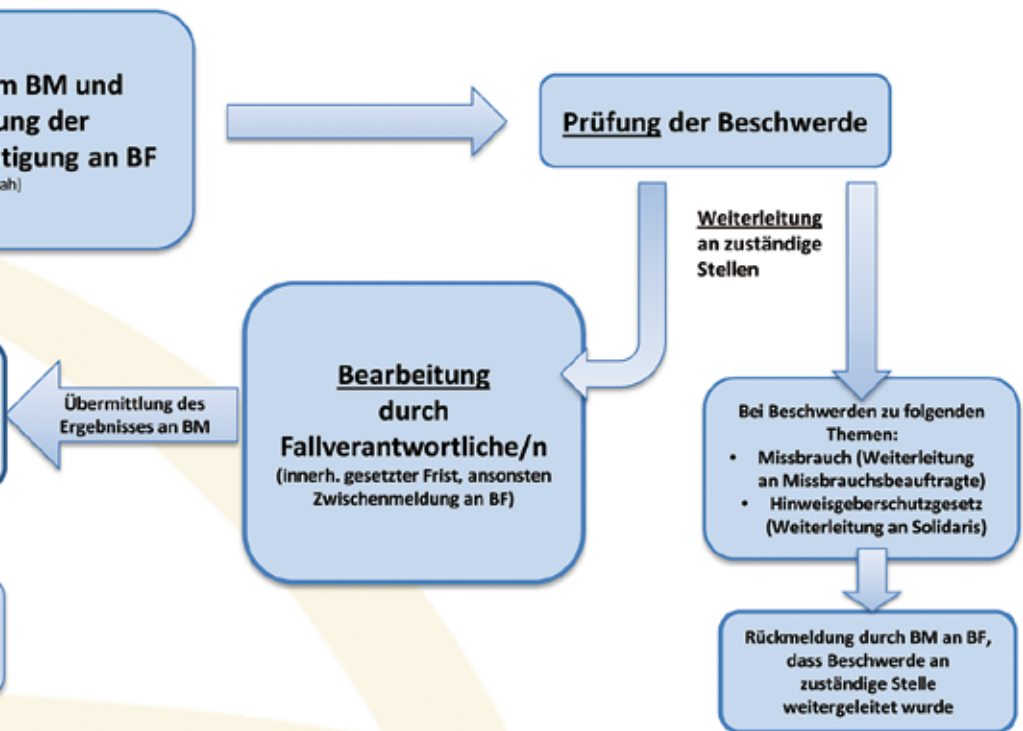 m BM und
ung der
tigung an BF
ah)
Prüfung der Beschwerde
Weiterleitung
an zuständige
Stellen
Bearbeitung
durch
Fallverantwortliche/n
(innerh. gesetzter Frist, ansonsten
Zwischenmeldung an BF)
Übermittlung des
Ergebnisses an BM
Bei Beschwerden zu folgenden
Themen:
• Missbrauch (Weiterleitung
an Missbrauchsbeauftragte)
• Hinweisgeberschutzgesetz
(Weiterleitung an Solidaris)
Rückmeldung durch BM an BF,
dass Beschwerde an
zuständige Stelle
weitergeleitet wurde